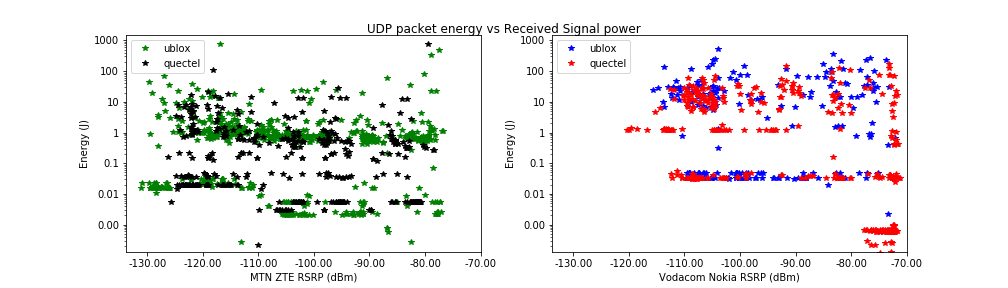 UDP packet energy vs Received Signal power
ublox
quectel
1000
100
10
1
0.1
0.01
0.00
Energy (J)
-130.00 -120.00 -110.00 -100.00 -90.00 -80.00 -70.00
MTN ZTE RSRP (dBm)
ublox
quectel
1000
100
10
1
0.1
0.01
0.00
Energy (J)
-130.00 -120.00 -110.00 -100.00 -90.00 -80.00 -70.00
Vodacom Nokia RSRP (dBm)